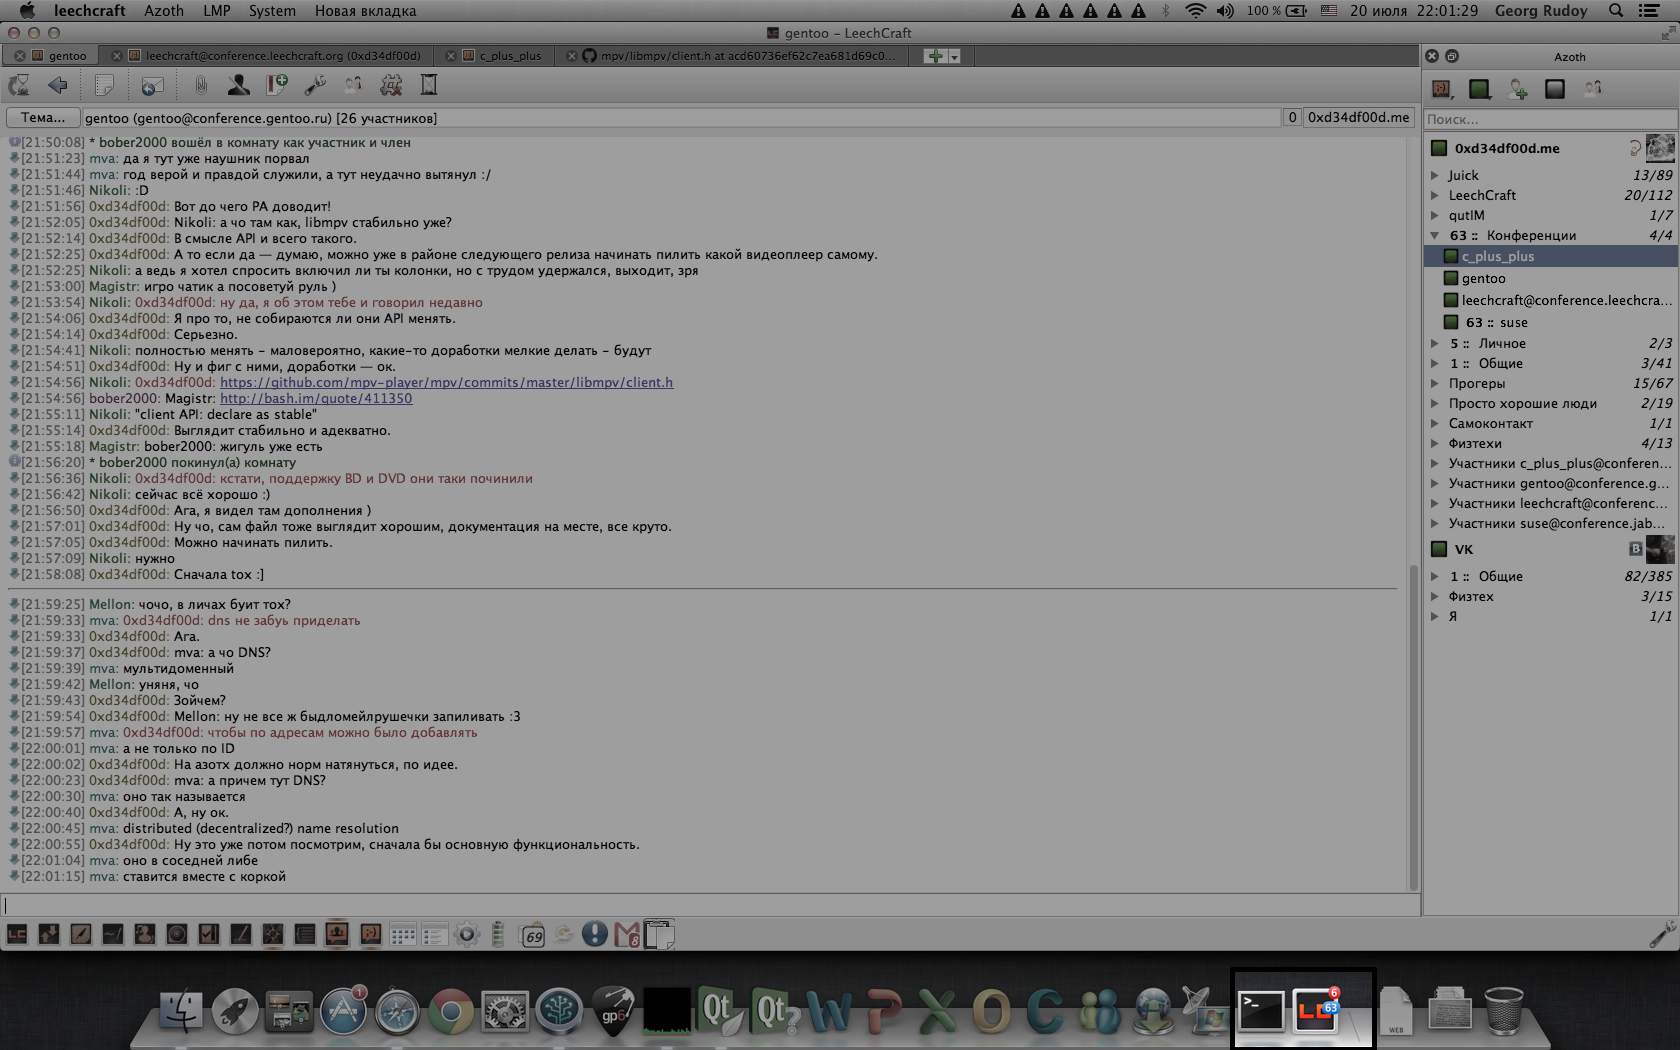 leechcraft Azoth LMP System Новая вкладка 100 % 20 июля 22:01:29 Georg Rudoy
gentoo – LeechCraft
gentoo leechcraft@conference.leechcraft.org (0xd34df00d) c_plus_plus mpv/libmpv/client.h at acd60736ef62c7ea681d69c0...
Тема... gentoo (gentoo@conference.gentoo.ru) [26 участников] 0 0xd34df00d.me
[21:50:08] * bober2000 вошёл в комнату как участник и член
[21:51:23] mva: да я тут уже наушник порвал
[21:51:44] mva: год верой и правдой служили, а тут неудачно вытянул :/
[21:51:46] Nikoli: :D
[21:51:56] 0xd34df00d: Вот до чего PA доводит!
[21:52:05] 0xd34df00d: Nikoli: а чо там как, libmpv стабильно уже?
[21:52:14] 0xd34df00d: В смысле API и всего такого.
[21:52:25] 0xd34df00d: А то если да — думаю, можно уже в районе следующего релиза начинать пилить какой видеоплеер самому.
[21:52:25] Nikoli: а ведь я хотел спросить включил ли ты колонки, но с трудом удержался, выходит, зря
[21:53:00] Magistr: игро чатик а посоветуй руль )
[21:53:54] Nikoli: 0xd34df00d: ну да, я об этом тебе и говорил недавно
[21:54:06] 0xd34df00d: Я про то, не собираются ли они API менять.
[21:54:14] 0xd34df00d: Серьезно.
[21:54:41] Nikoli: полностью менять – маловероятно, какие-то доработки мелкие делать – будут
[21:54:51] 0xd34df00d: Ну и фиг с ними, доработки — ок.
[21:54:56] Nikoli: 0xd34df00d: https://github.com/mpv-player/mpv/commits/master/libmpv/client.h
[21:54:56] bober2000: Magistr: http://bash.im/quote/411350
[21:55:11] Nikoli: "client API: declare as stable"
[21:55:14] 0xd34df00d: Выглядит стабильно и адекватно.
[21:55:18] Magistr: bober2000: жигуль уже есть
[21:56:20] * bober2000 покинул(а) комнату
[21:56:36] Nikoli: 0xd34df00d: кстати, поддержку BD и DVD они таки починили
[21:56:42] Nikoli: сейчас всё хорошо :)
[21:56:50] 0xd34df00d: Ага, я видел там дополнения )
[21:57:01] 0xd34df00d: Ну чо, сам файл тоже выглядит хорошим, документация на месте, все круто.
[21:57:05] 0xd34df00d: Можно начинать пилить.
[21:57:09] Nikoli: нужно
[21:58:08] 0xd34df00d: Сначала tox :]
[21:59:25] Mellon: чочо, в личах буит тох?
[21:59:33] mva: 0xd34df00d: dns не забуь приделать
[21:59:33] 0xd34df00d: Ага.
[21:59:37] 0xd34df00d: mva: а чо DNS?
[21:59:39] mva: мультидоменный
[21:59:42] Mellon: уняня, чо
[21:59:43] 0xd34df00d: Зойчем?
[21:59:54] 0xd34df00d: Mellon: ну не все ж быдломейлрушечки запиливать :3
[21:59:57] mva: 0xd34df00d: чтобы по адресам можно было добавлять
[22:00:01] mva: а не только по ID
[22:00:02] 0xd34df00d: На азотх должно норм натянуться, по идее.
[22:00:23] 0xd34df00d: mva: а причем тут DNS?
[22:00:30] mva: оно так называется
[22:00:40] 0xd34df00d: А, ну ок.
[22:00:45] mva: distributed (decentralized?) name resolution
[22:00:55] 0xd34df00d: Ну это уже потом посмотрим, сначала бы основную функциональность.
[22:01:04] mva: оно в соседней либе
[22:01:15] mva: ставится вместе с коркой
Azoth
Поиск...
0xd34df00d.me
Juick 13/89
LeechCraft 20/112
qutIM 1/7
63 :: Конференции 4/4
c_plus_plus
gentoo
leechcraft@conference.leechcra...
63 :: suse
5 :: Личное 2/3
1 :: Общие 3/41
Прогеры 15/67
Просто хорошие люди 2/19
Самоконтакт 1/1
Физтехи 4/13
Участники c_plus_plus@conferen...
Участники gentoo@conference.g...
Участники leechcraft@conferenc...
Участники suse@conference.jab...
VK B
1 :: Общие 82/385
Физтех 3/15
Я 1/1
LC 69 8
1 gp6 Qt Qt ? W P X O C >_ LC 6 63 WEB